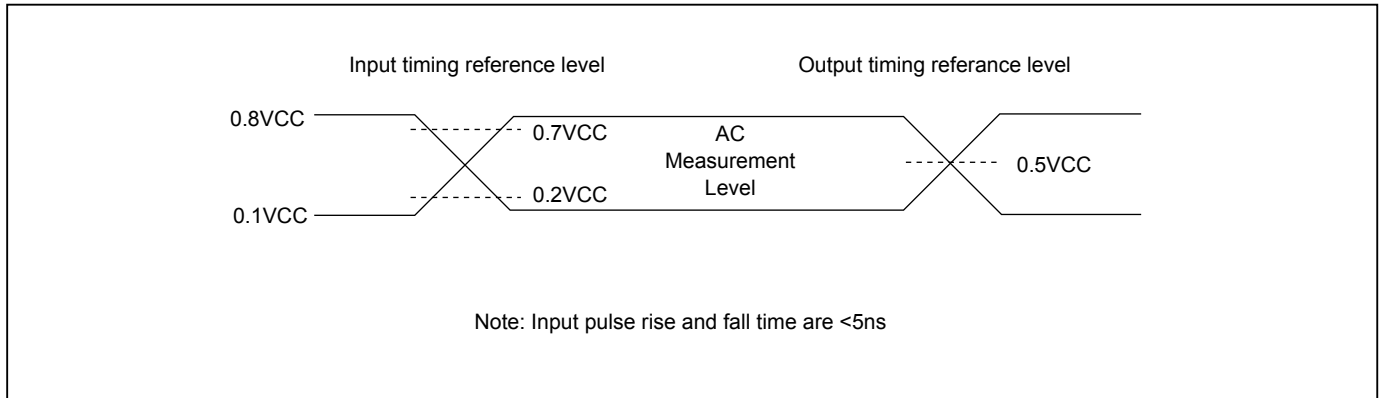 Input timing reference level
Output timing referance level
0.8VCC
0.7VCC
AC
Measurement
Level
0.5VCC
0.2VCC
0.1VCC
Note: Input pulse rise and fall time are <5ns